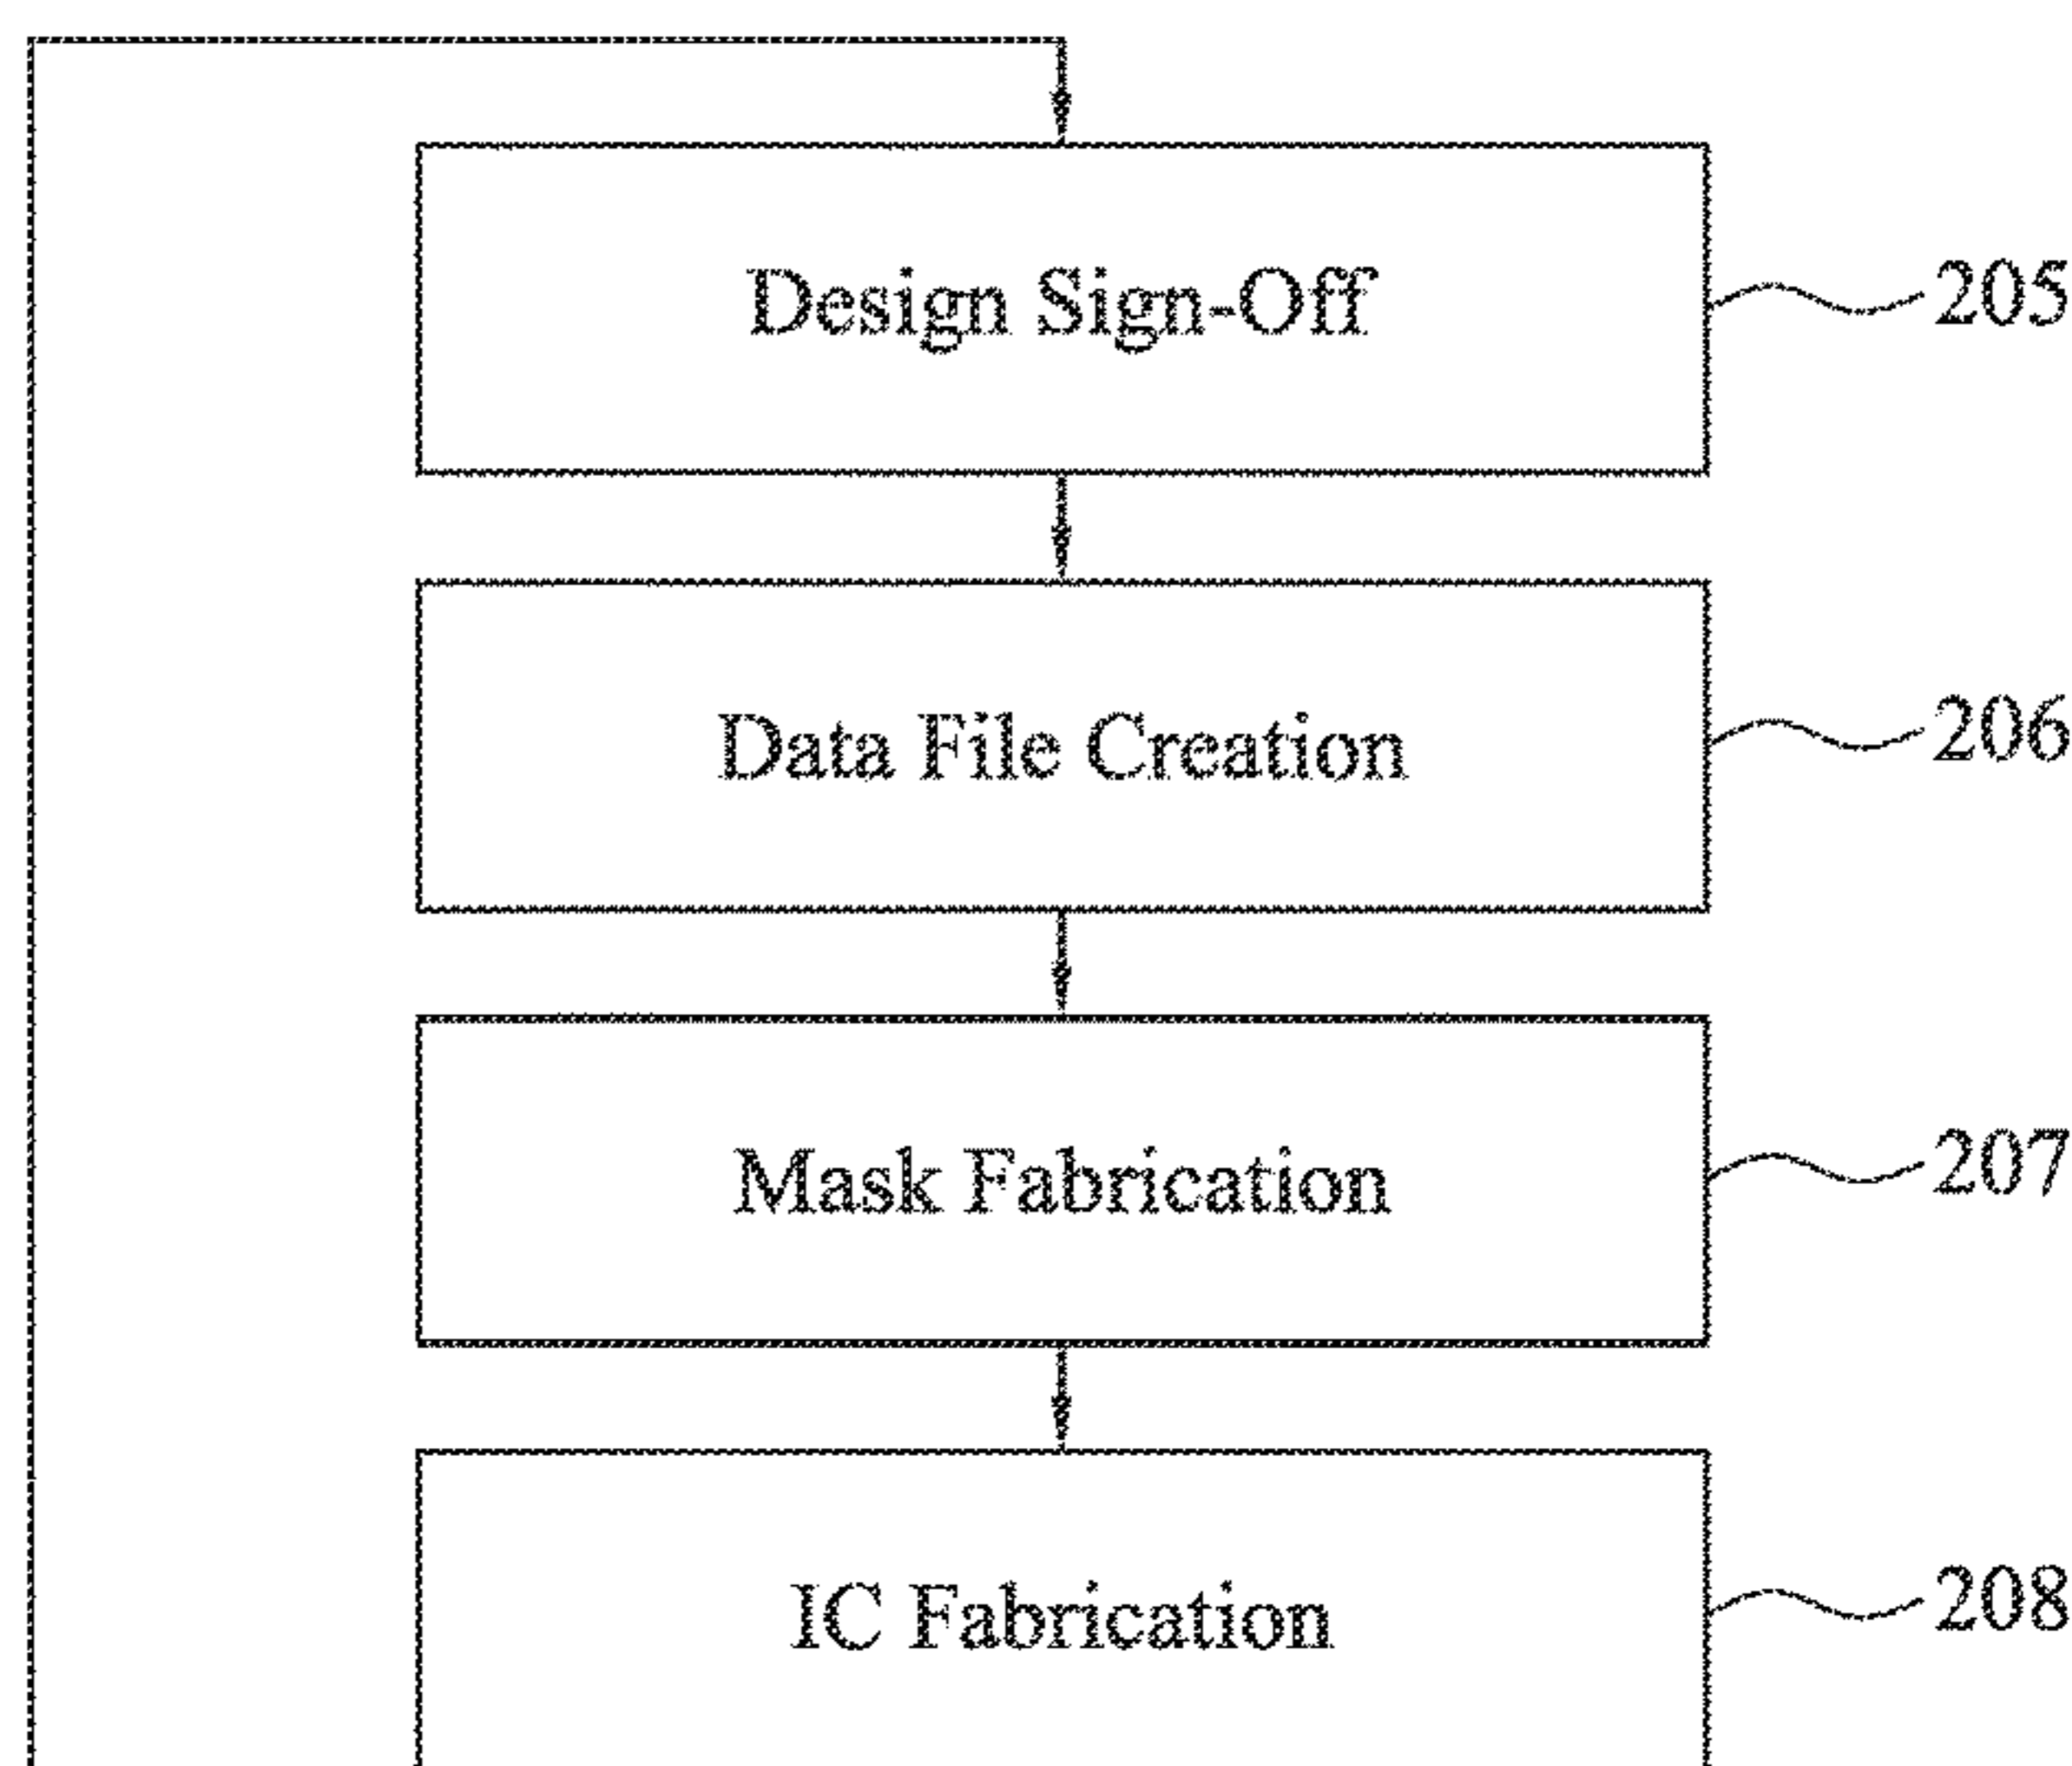 Design Sign-Off
205
Data File Creation
206
Mask Fabrication
207
IC Fabrication
208